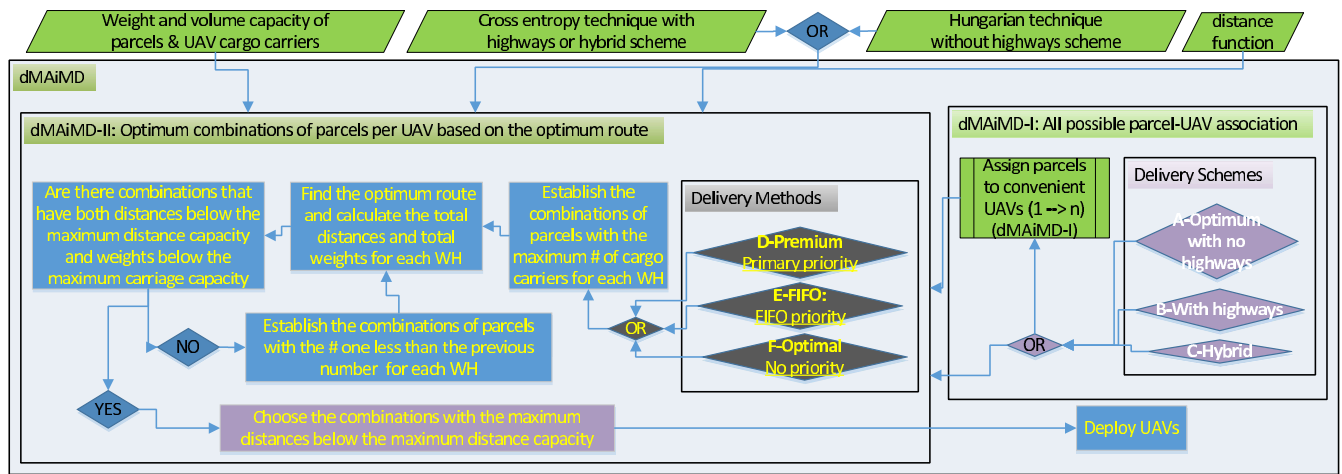 Weight and volume capacity of
parcels & UAV cargo carriers
Cross entropy technique with
highways or hybrid scheme
OR
Hungarian technique
without highways scheme
distance
function
dMAiMD
dMAiMD-II: Optimum combinations of parcels per UAV based on the optimum route
Are there combinations that
have both distances below the
maximum distance capacity
and weights below the
maximum carriage capacity
Find the optimum route
and calculate the total
distances and total
weights for each WH
Establish the
combinations of
parcels with the
maximum # of cargo
carriers for each WH
Delivery Methods
D-Premium
Primary priority
E-FIFO:
FIFO priority
F-Optimal
No priority
OR
NO
Establish the combinations of parcels
with the # one less than the previous
number for each WH
YES
Choose the combinations with the maximum
distances below the maximum distance capacity
Deploy UAVs
dMAiMD-I: All possible parcel-UAV association
Assign parcels
to convenient
UAVs (1 --> n)
(dMAiMD-I)
Delivery Schemes
A-Optimum
with no
highways
B-With highways
C-Hybrid
OR